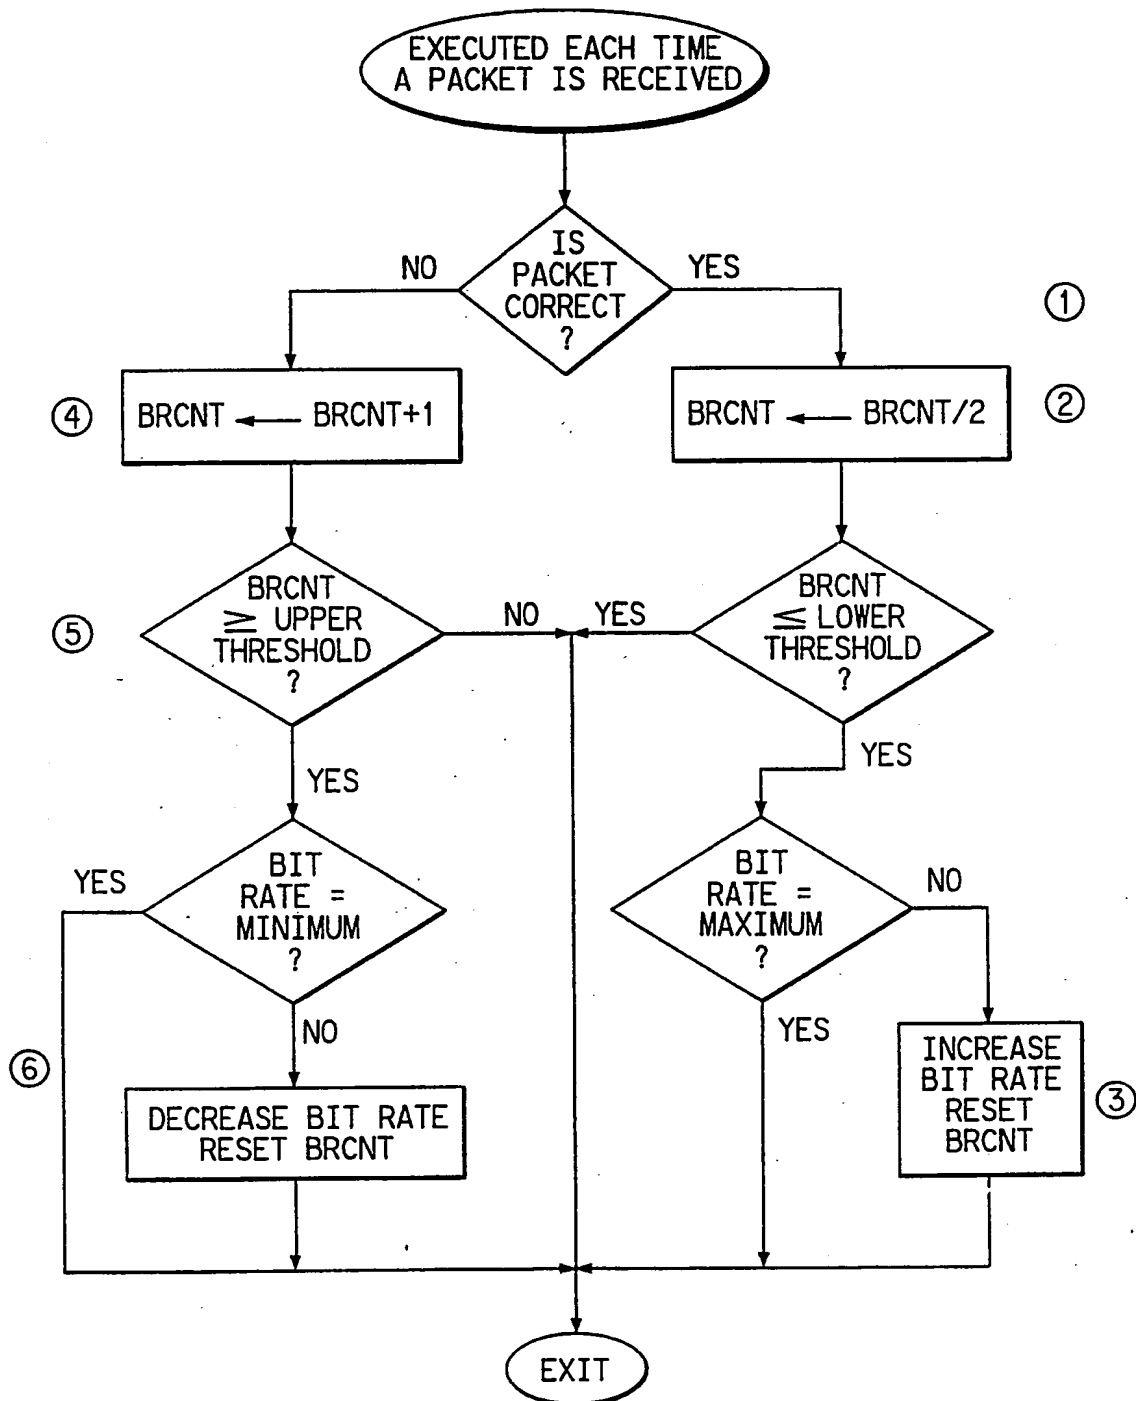 EXECUTED EACH TIME
A PACKET IS RECEIVED
IS
PACKET
CORRECT
?
NO
YES
①
④
BRCNT ← BRCNT+1
BRCNT ← BRCNT/2
②
⑤
BRCNT
≥ UPPER
THRESHOLD
?
NO
YES
BRCNT
≤ LOWER
THRESHOLD
?
YES
YES
YES
BIT
RATE =
MINIMUM
?
BIT
RATE =
MAXIMUM
?
NO
NO
YES
⑥
DECREASE BIT RATE
RESET BRCNT
INCREASE
BIT RATE
RESET
BRCNT
③
EXIT